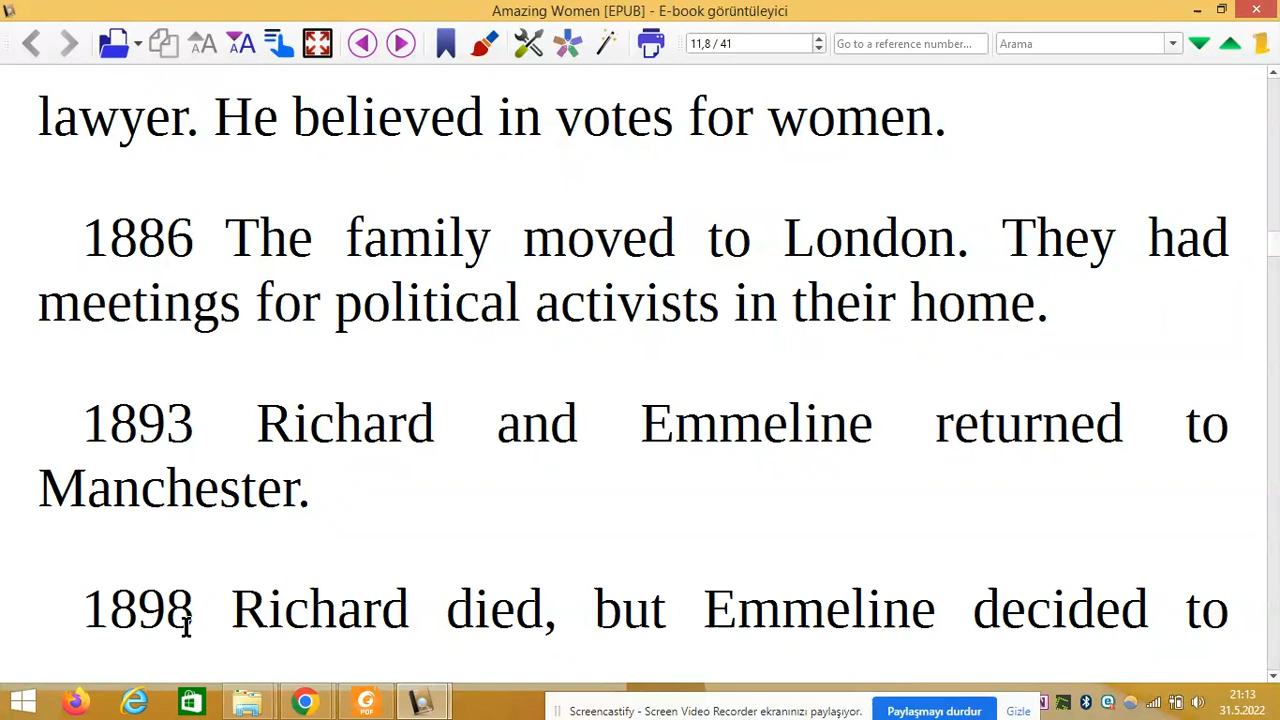 Amazing Women [EPUB] - E-book görüntüleyici
11,8 / 41
Go to a reference number...
Arama
lawyer. He believed in votes for women.
1886 The family moved to London. They had
meetings for political activists in their home.
1893 Richard and Emmeline returned to
Manchester.
1898 Richard died, but Emmeline decided to
Screencastify - Screen Video Recorder ekranınızı paylaşıyor.
Paylaşmayı durdur
Gizle
21:13
31.5.2022